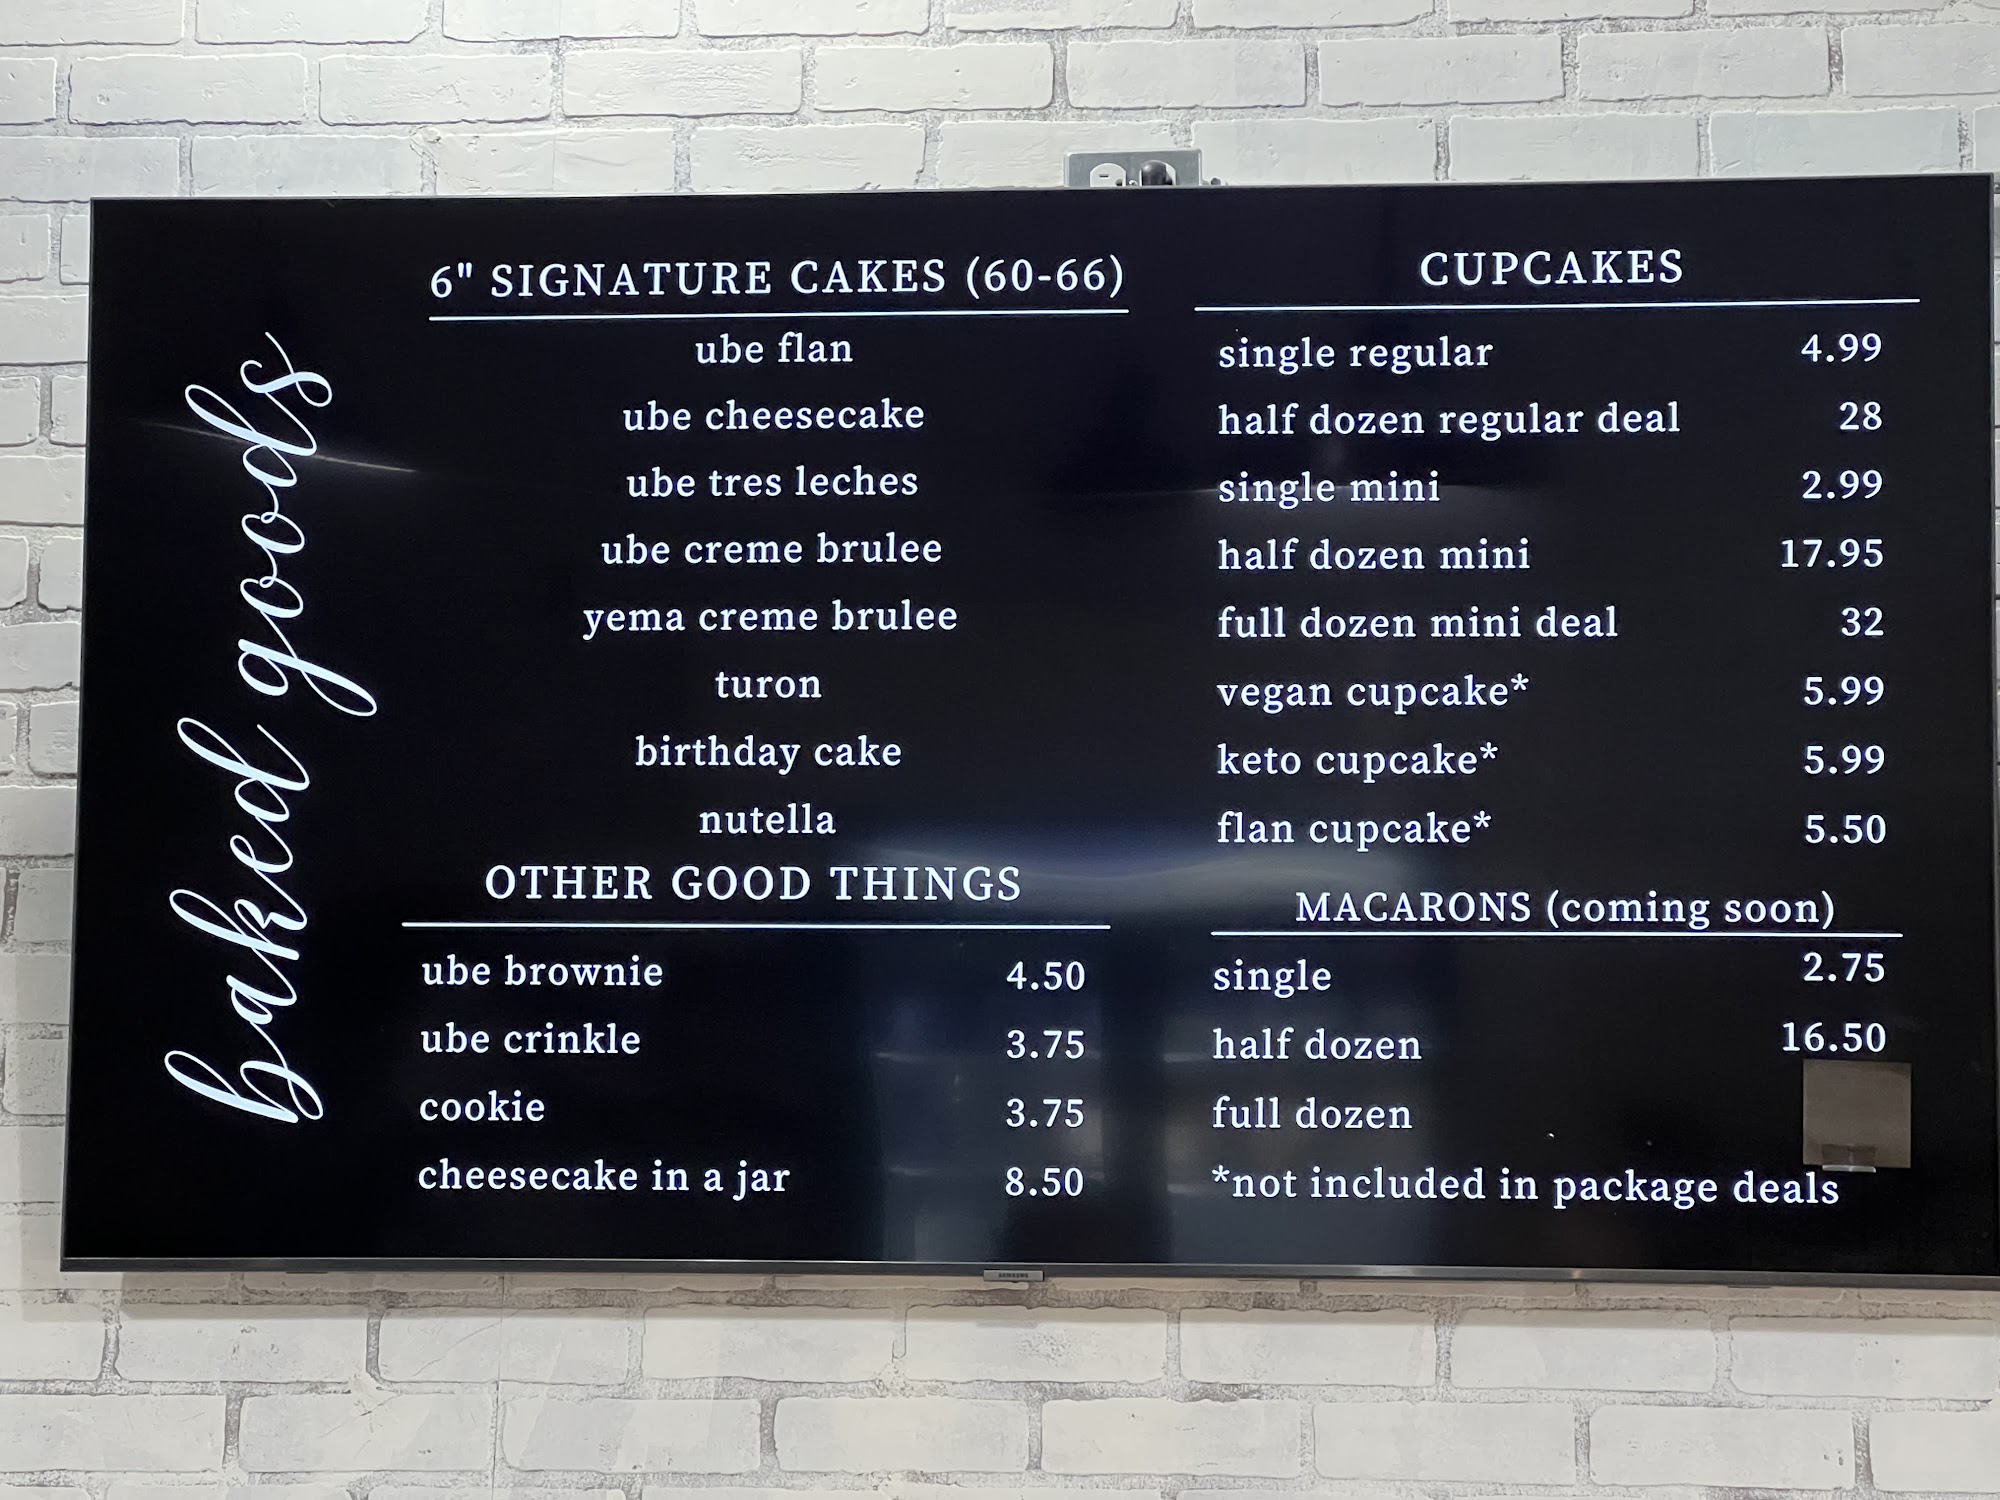 baked goods
6" SIGNATURE CAKES (60-66)
ube flan
ube cheesecake
ube tres leches
ube creme brulee
yema creme brulee
turon
birthday cake
nutella
OTHER GOOD THINGS
ube brownie 4.50
ube crinkle 3.75
cookie 3.75
cheesecake in a jar 8.50
CUPCAKES
single regular 4.99
half dozen regular deal 28
single mini 2.99
half dozen mini 17.95
full dozen mini deal 32
vegan cupcake* 5.99
keto cupcake* 5.99
flan cupcake* 5.50
MACARONS (coming soon)
single 2.75
half dozen 16.50
full dozen
*not included in package deals
SAMSUNG